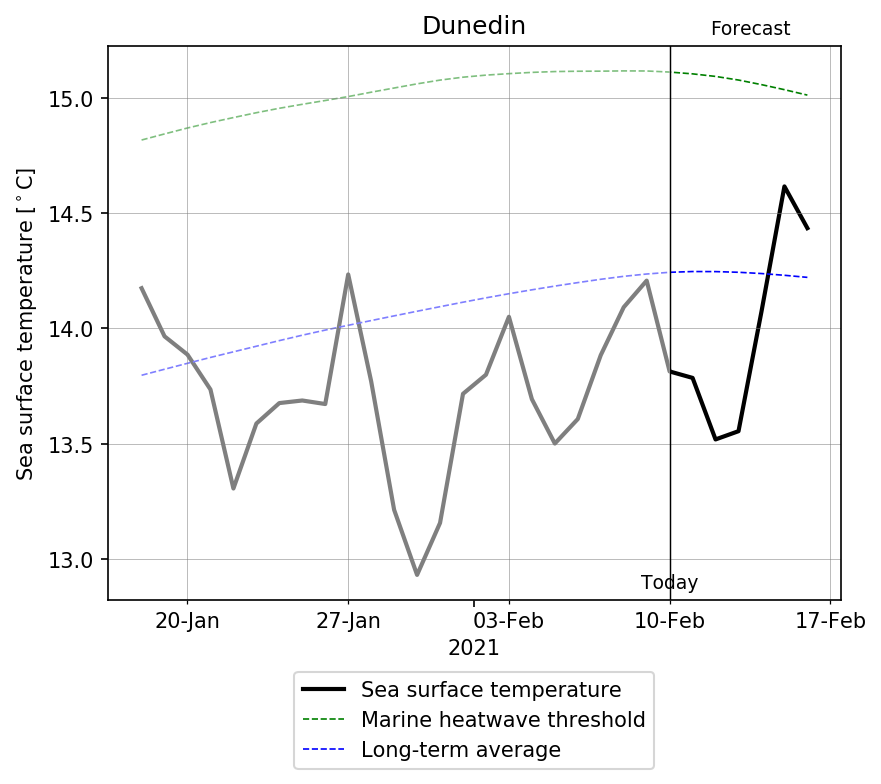 Dunedin
Forecast
Sea surface temperature [°C]
15.0
14.5
14.0
13.5
13.0
Today
20-Jan 27-Jan 03-Feb 10-Feb 17-Feb
2021
Sea surface temperature
Marine heatwave threshold
Long-term average